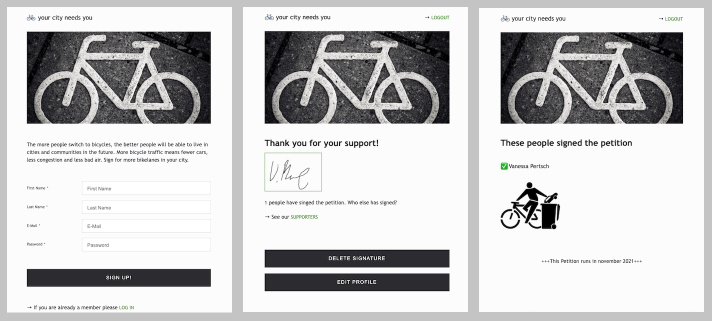 your city needs you
The more people switch to bicycles, the better people will be able to live in
cities and communities in the future. More bicycle traffic means fewer cars,
less congestion and less bad air. Sign for more bikelanes in your city.
First Name *
First Name
Last Name *
Last Name
E-Mail *
E-Mail
Password *
Password
SIGN UP!
→ If you are already a member please LOG IN
your city needs you
→ LOGOUT
Thank you for your support!
1 people have singed the petition. Who else has signed?
→ See our SUPPORTERS
DELETE SIGNATURE
EDIT PROFILE
your city needs you
→ LOGOUT
These people signed the petition
✅ Vanessa Pertsch
+++This Petition runs in november 2021+++